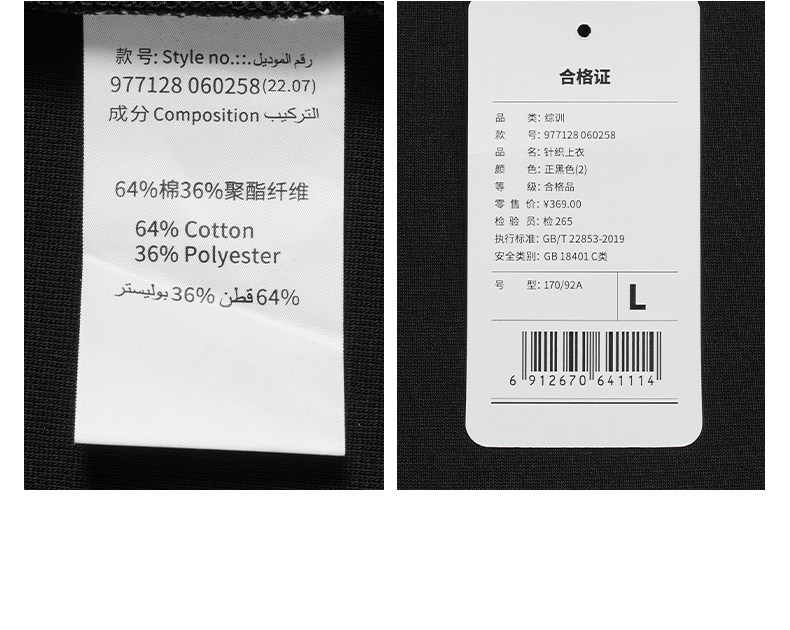 款 号: Style no.::. رقم الموديل
977128 060258(22.07)
成分 Composition التركيب
64%棉36%聚酯纤维
64% Cotton
36% Polyester
64% قطن 36% بوليستر
合格证
品 类: 综训
款 号: 977128 060258
品 名: 针织上衣
颜 色: 正黑色(2)
等 级: 合格品
零 售 价: ¥369.00
检 验 员: 检 265
执行标准: GB/T 22853-2019
安全类别: GB 18401 C类
号 型: 170/92A
L
6 912670 641114